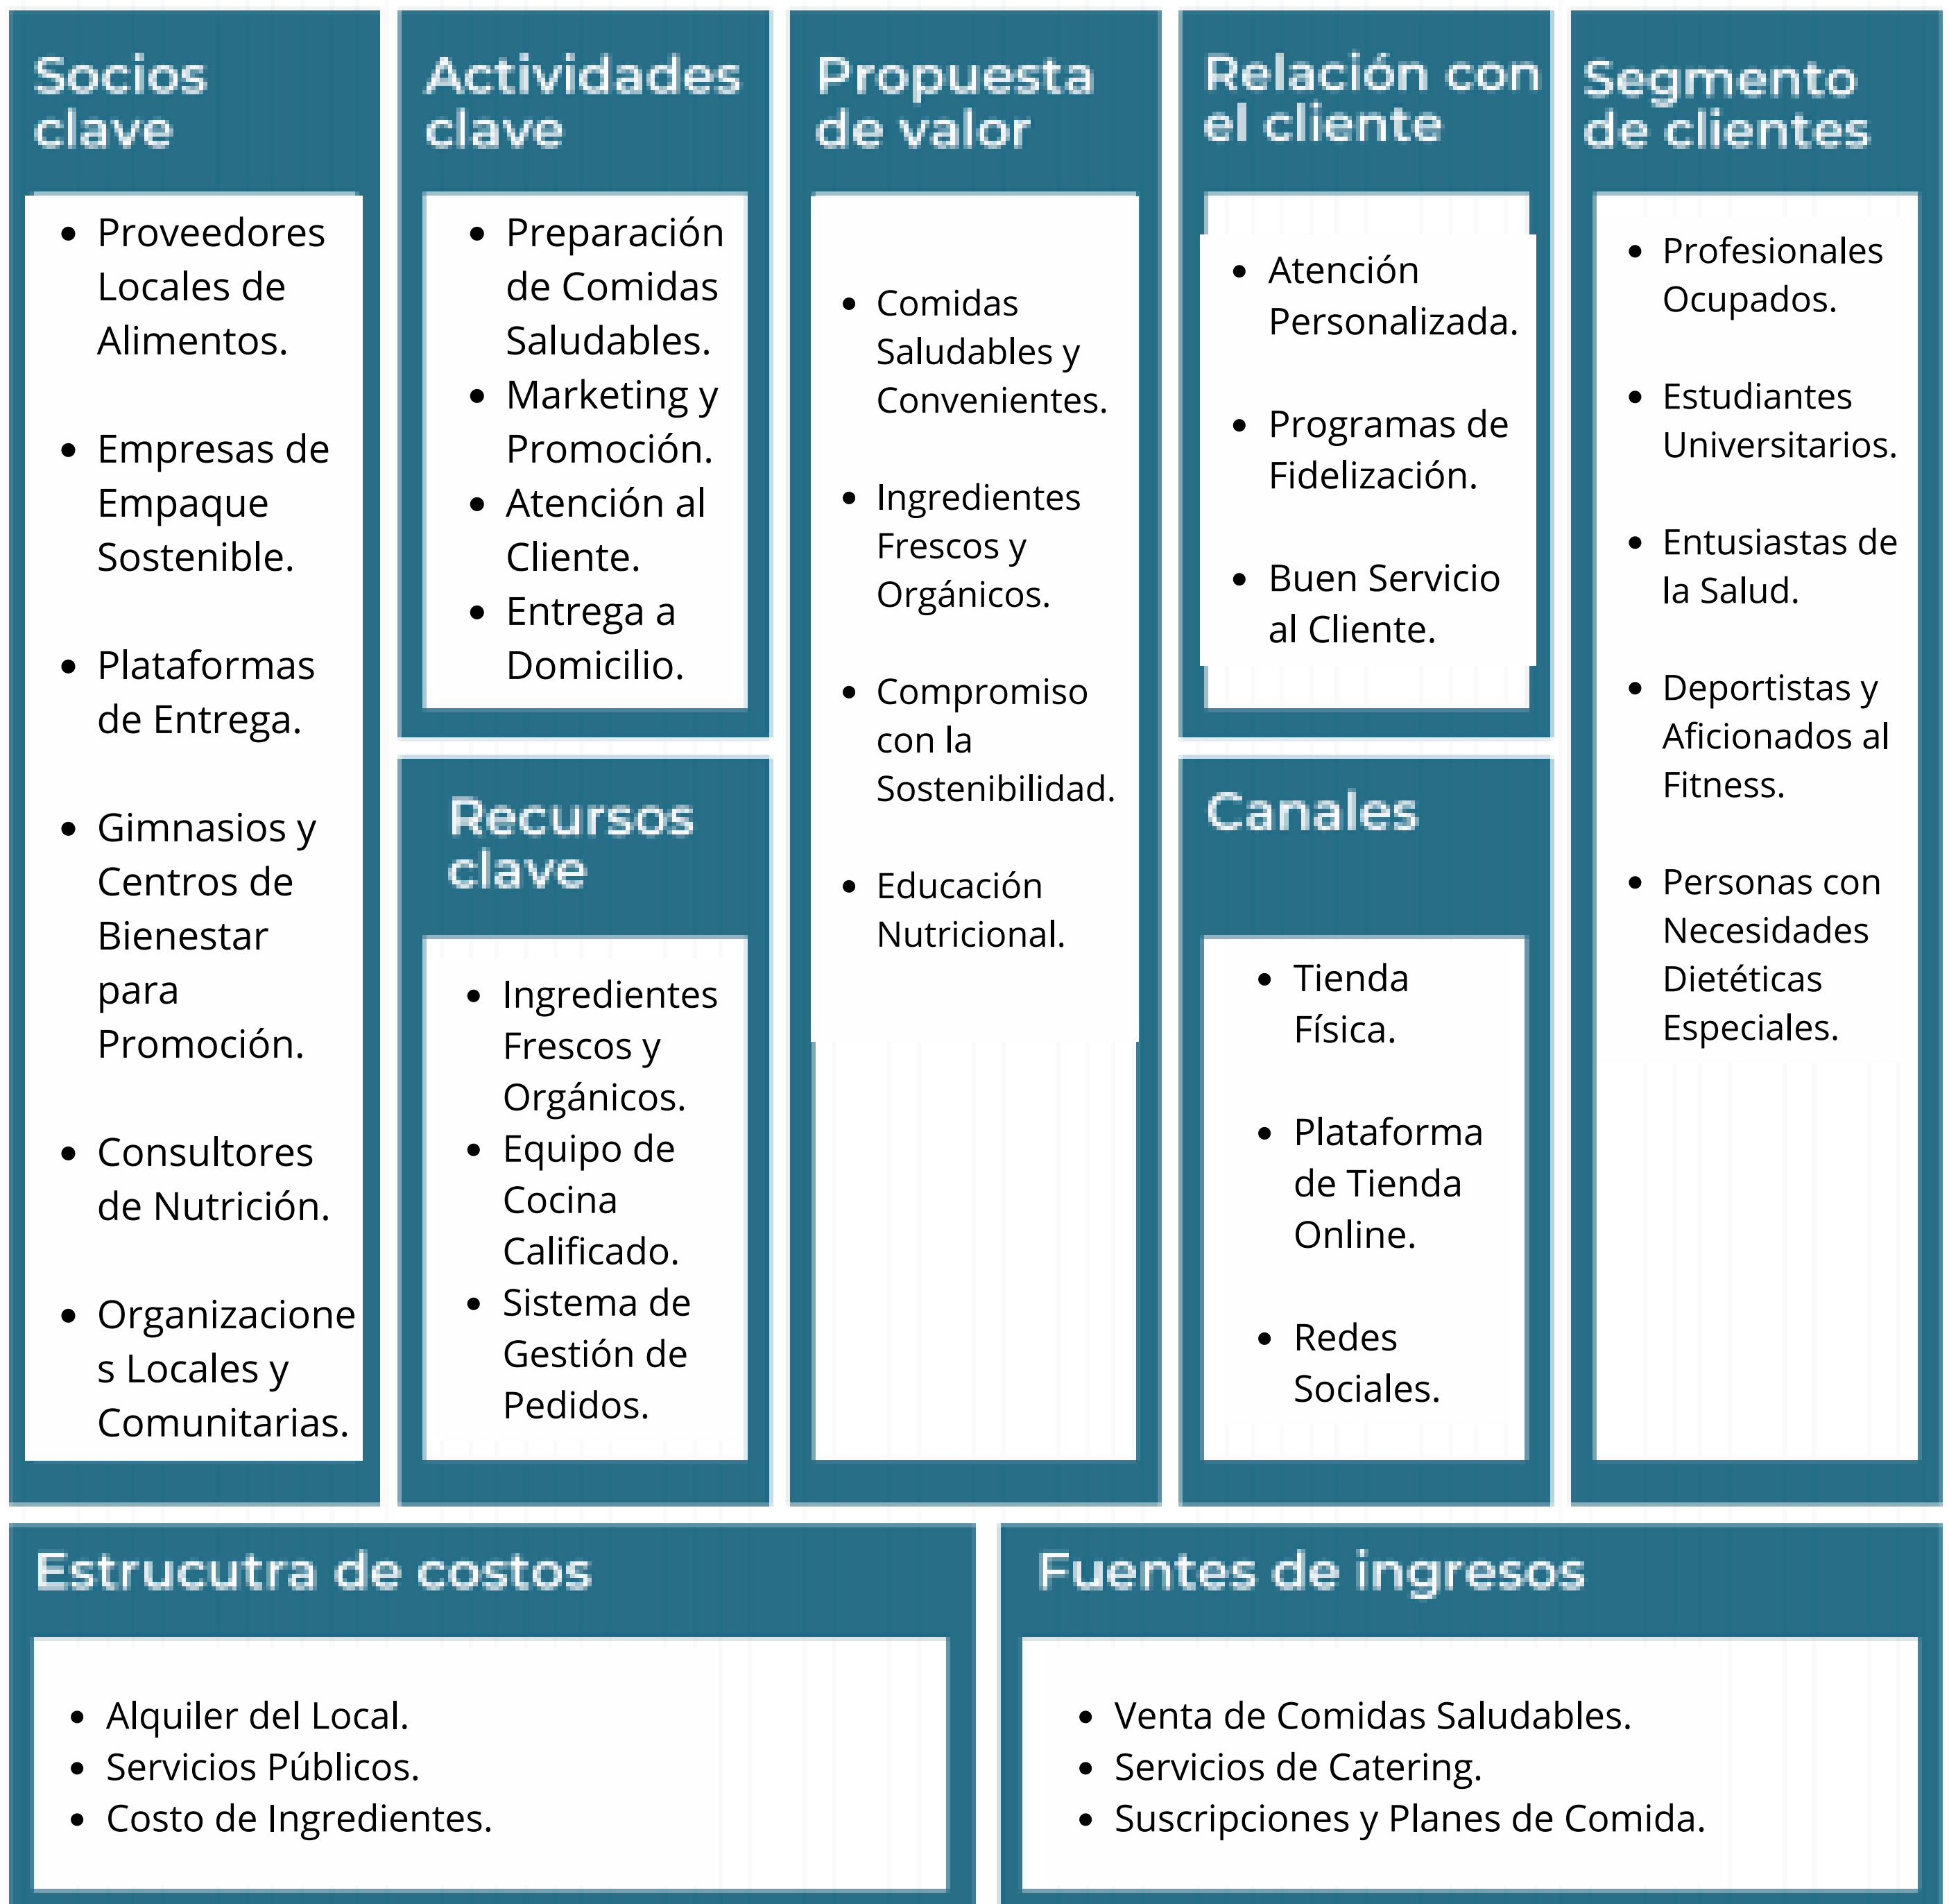 Socios
clave
• Proveedores
Locales de
Alimentos.
• Empresas de
Empaque
Sostenible.
• Plataformas
de Entrega.
• Gimnasios y
Centros de
Bienestar
para
Promoción.
• Consultores
de Nutrición.
• Organizacione
s Locales y
Comunitarias.
Actividades
clave
• Preparación
de Comidas
Saludables.
• Marketing y
Promoción.
• Atención al
Cliente.
• Entrega a
Domicilio.
Recursos
clave
• Ingredientes
Frescos y
Orgánicos.
• Equipo de
Cocina
Calificado.
• Sistema de
Gestión de
Pedidos.
Propuesta
de valor
• Comidas
Saludables y
Convenientes.
• Ingredientes
Frescos y
Orgánicos.
• Compromiso
con la
Sostenibilidad.
• Educación
Nutricional.
Relación con
el cliente
• Atención
Personalizada.
• Programas de
Fidelización.
• Buen Servicio
al Cliente.
Canales
• Tienda
Física.
• Plataforma
de Tienda
Online.
• Redes
Sociales.
Segmento
de clientes
• Profesionales
Ocupados.
• Estudiantes
Universitarios.
• Entusiastas de
la Salud.
• Deportistas y
Aficionados al
Fitness.
• Personas con
Necesidades
Dietéticas
Especiales.
Estrucutra de costos
• Alquiler del Local.
• Servicios Públicos.
• Costo de Ingredientes.
Fuentes de ingresos
• Venta de Comidas Saludables.
• Servicios de Catering.
• Suscripciones y Planes de Comida.